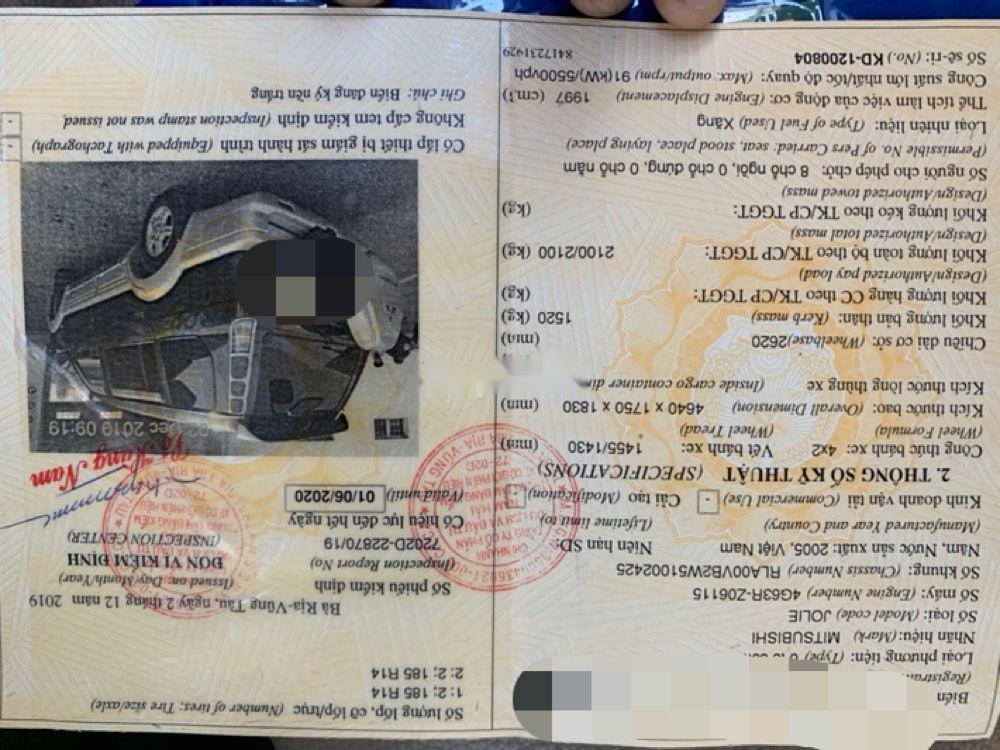 Biển
(Registration
Loại phương tiện: (Type)
Nhãn hiệu: (Mark) MITSUBISHI
Số loại: (Model code) JOLIE
Số máy: (Engine Number) 4G63R-Z06115
Số khung: (Chassis Number) RLA00VB2W51002425
Năm, Nước sản xuất: 2005, Việt Nam
Niên hạn SD:
(Manufactured Year and Country)
(Lifetime limit to)
Kinh doanh vận tải (Commercial Use) -
Cải tạo (Modification)
2. THÔNG SỐ KỸ THUẬT (SPECIFICATIONS)
Công thức bánh xe: 4x2 Vệt bánh xe: 1455/1430 (mm)
(Wheel Formula) (Wheel Tread)
Kích thước bao: (Overall Dimension) 4640 x 1750 x 1830 (mm)
Kích thước lòng thùng xe (Inside cargo container
Chiều dài cơ sở: (Wheelbase) 2620 (mm)
Khối lượng bản thân: (Kerb mass) 1520 (kg)
Khối lượng hàng CC theo TK/CP TGGT: (kg)
(Design/Authorized pay load)
Khối lượng toàn bộ theo TK/CP TGGT: 2100/2100 (kg)
(Design/Authorized total mass)
Khối lượng kéo theo TK/CP TGGT: (kg)
(Design/Authorized towed mass)
Số người cho phép chở: 8 chỗ ngồi, 0 chỗ đứng, 0 chỗ nằm
(Permissible No. of Pers Carried: seat, stood place, laying place)
Loại nhiên liệu: (Type of Fuel Used) Xăng
Thể tích làm việc của động cơ: (Engine Displacement) 1997 (cm3)
Công suất lớn nhất/tốc độ quay: (Max. output/rpm) 91(kW)/5500vph
Số sê-ri: (No.) KD-1200804 8417231929
Số lượng lốp, cỡ lốp/trục (Number of tires; Tire size/axle)
1: 2; 185 R14
2: 2; 185 R14
Bà Rịa-Vũng Tàu, ngày 2 tháng 12 năm 2019
Số phiếu kiểm định (Issued on: Day/Month/Year)
(Inspection Report No) ĐƠN VỊ KIỂM ĐỊNH
7202D-22870/19 (INSPECTION CENTER)
Có hiệu lực đến hết ngày
(Valid until) 01/06/2020
Dec 2019 09:19
Có lắp thiết bị giám sát hành trình (Equipped with Tachograph) -
Không cấp tem kiểm định (Inspection stamp was not issued. -
Ghi chú: Biển đăng ký nền trắng